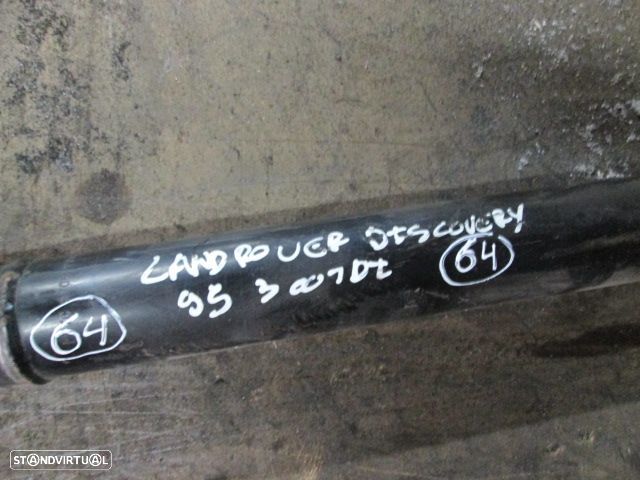 LANDROVER DISCOVERY
95 300TDI
64
64
STANDVIRTUAL